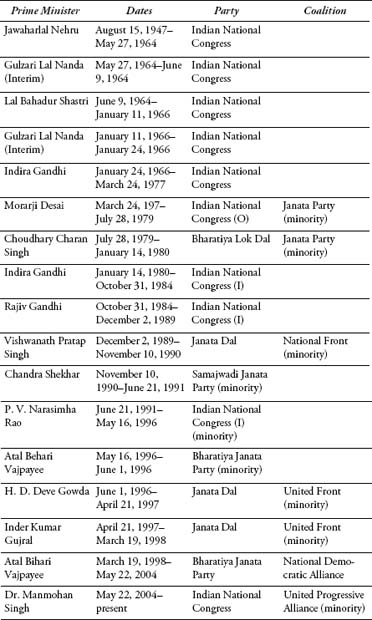 Prime Minister Dates Party Coalition
Jawaharlal Nehru August 15, 1947– Indian National
May 27, 1964 Congress
Gulzari Lal Nanda May 27, 1964–June Indian National
(Interim) 9, 1964 Congress
Lal Bahadur Shastri June 9, 1964– Indian National
January 11, 1966 Congress
Gulzari Lal Nanda January 11, 1966– Indian National
(Interim) January 24, 1966 Congress
Indira Gandhi January 24, 1966– Indian National
March 24, 1977 Congress
Morarji Desai March 24, 197– Indian National Janata Party
July 28, 1979 Congress (O) (minority)
Choudhary Charan July 28, 1979– Bharatiya Lok Dal Janata Party
Singh January 14, 1980 (minority)
Indira Gandhi January 14, 1980– Indian National
October 31, 1984 Congress (I)
Rajiv Gandhi October 31, 1984– Indian National
December 2, 1989 Congress (I)
Vishwanath Pratap December 2, 1989– Janata Dal National Front
Singh November 10, 1990 (minority)
Chandra Shekhar November 10, Samajwadi Janata
1990–June 21, 1991 Party (minority)
P. V. Narasimha June 21, 1991– Indian National
Rao May 16, 1996 Congress (I)
(minority)
Atal Behari May 16, 1996– Bharatiya Janata
Vajpayee June 1, 1996 Party (minority)
H. D. Deve Gowda June 1, 1996– Janata Dal United Front
April 21, 1997 (minority)
Inder Kumar April 21, 1997– Janata Dal United Front
Gujral March 19, 1998 (minority)
Atal Bihari March 19, 1998– Bharatiya Janata National Demo-
Vajpayee May 22, 2004 Party cratic Alliance
Dr. Manmohan May 22, 2004– Indian National United Progressive
Singh present Congress Alliance (minority)